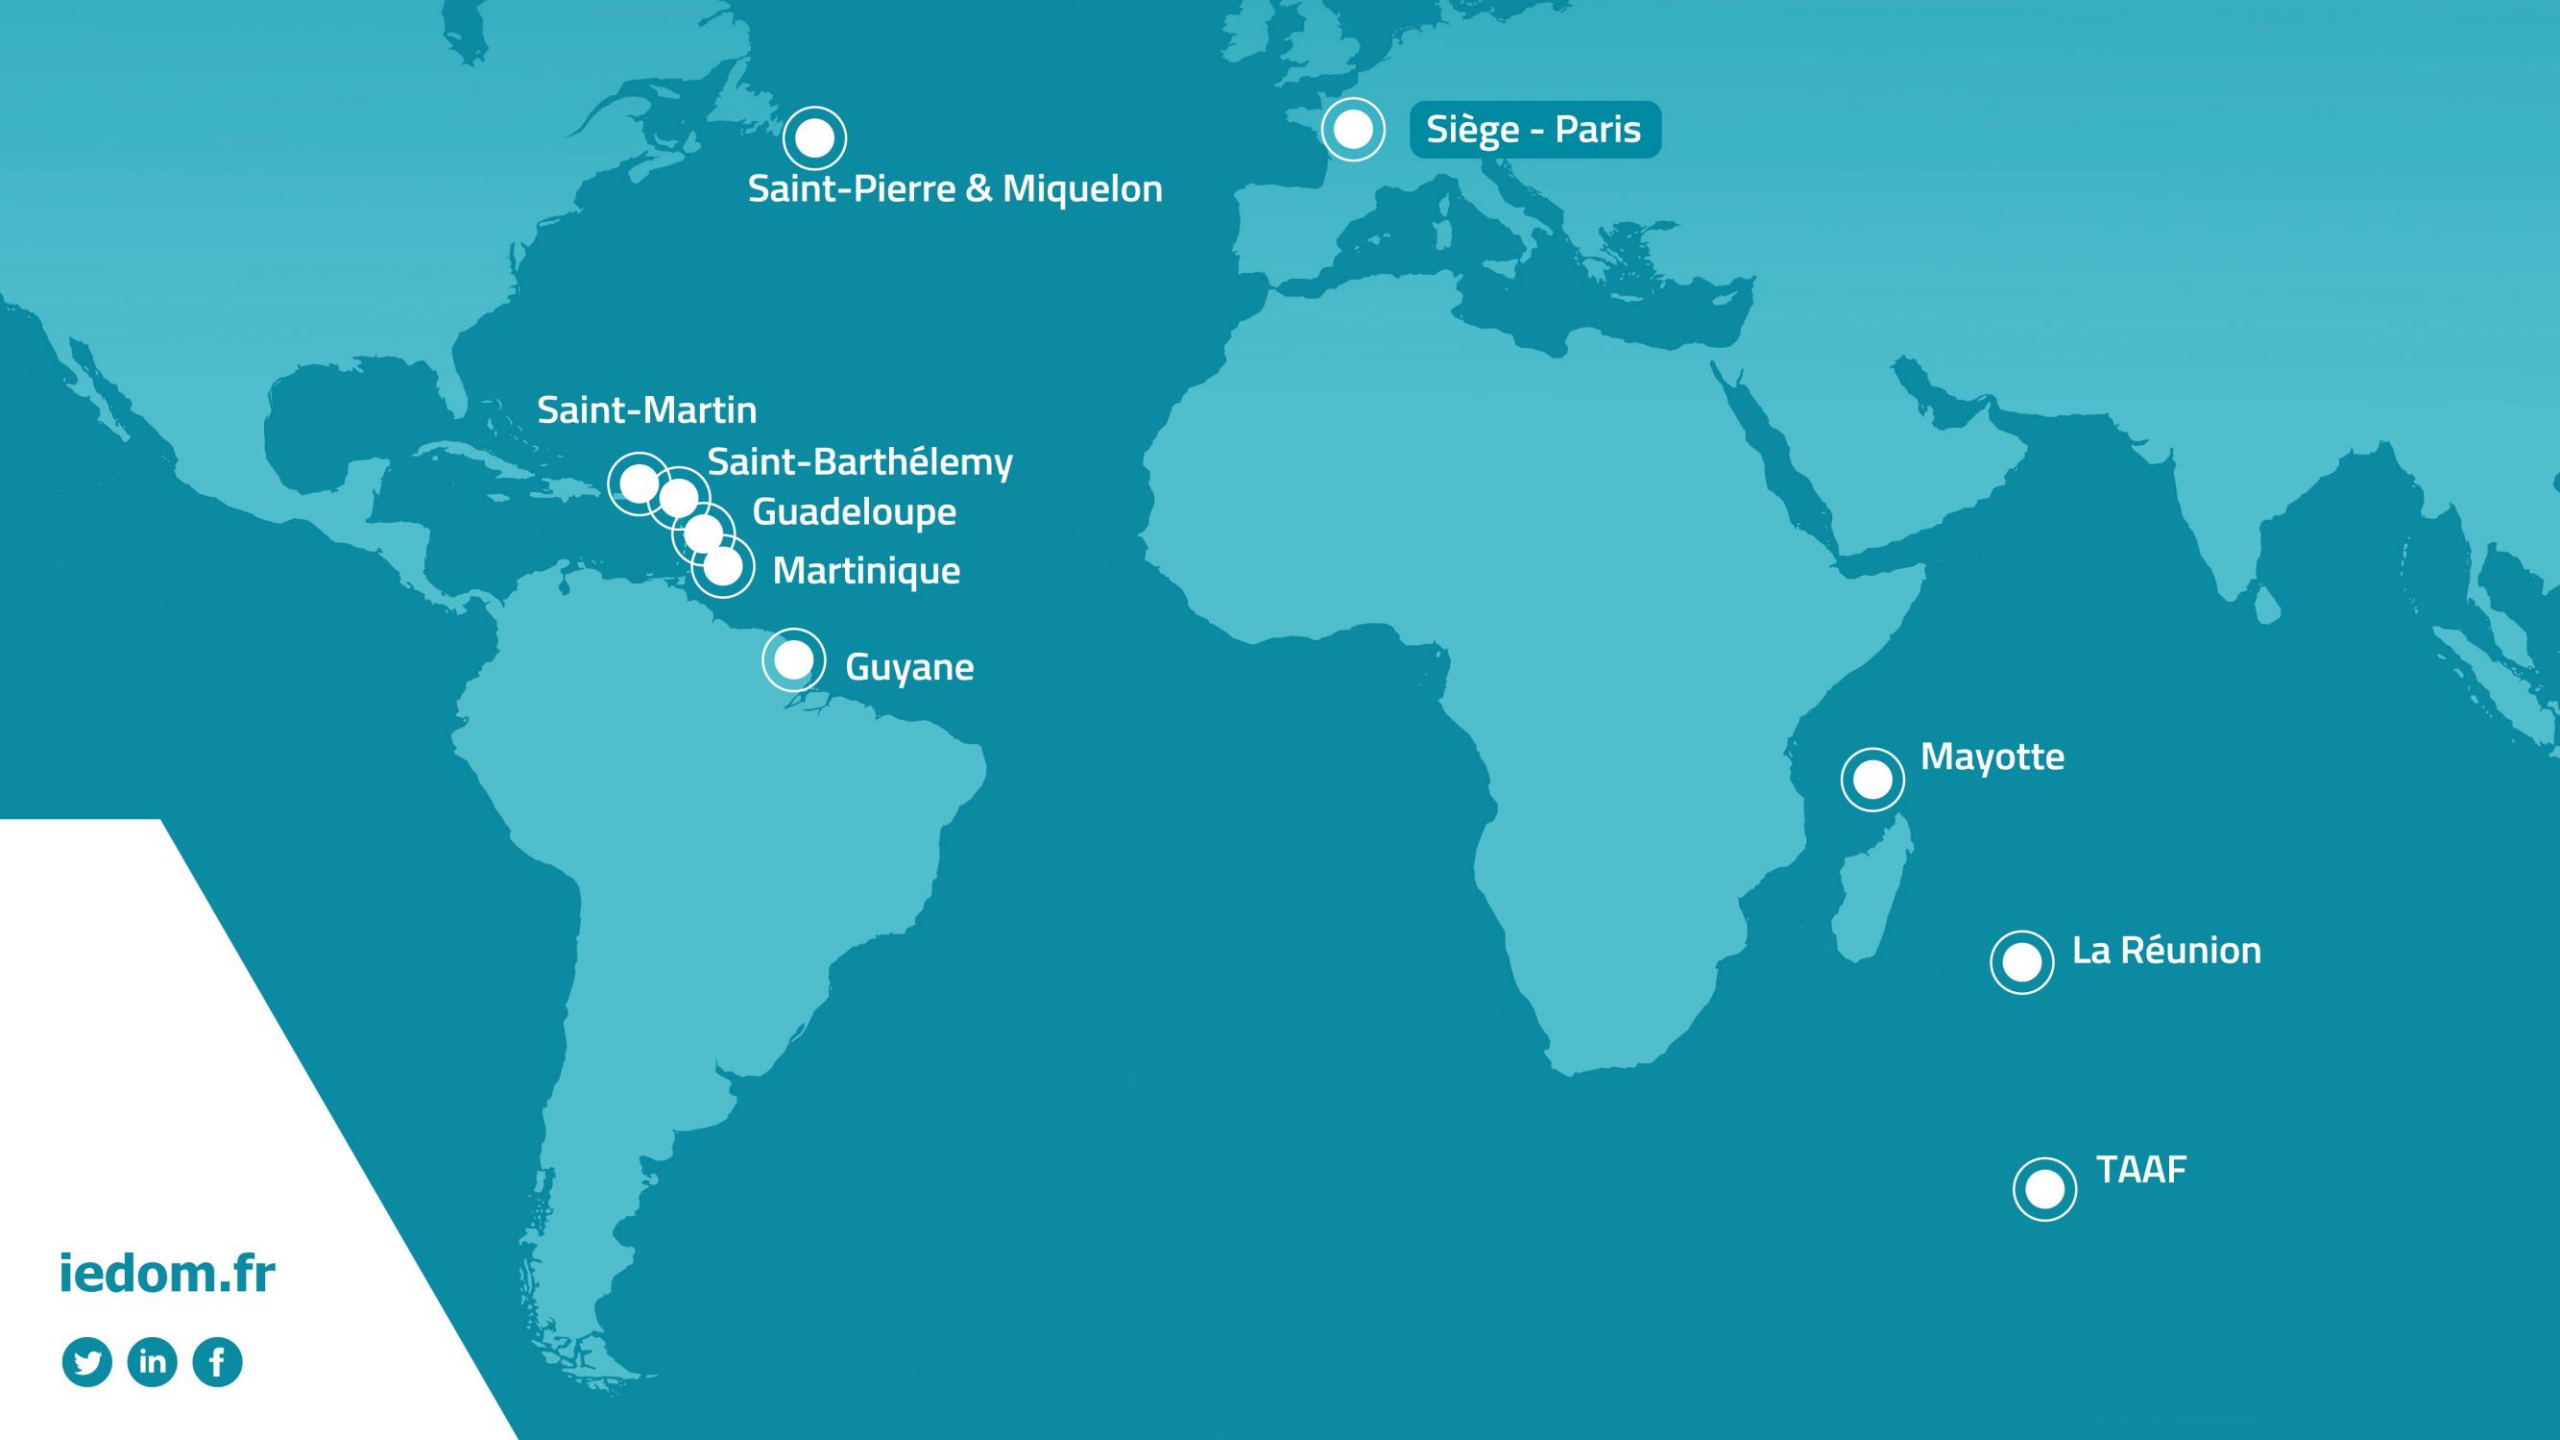 Siège - Paris
Saint-Pierre & Miquelon
Saint-Martin
Saint-Barthélemy
Guadeloupe
Martinique
Guyane
Mayotte
La Réunion
TAAF
iedom.fr
in
f